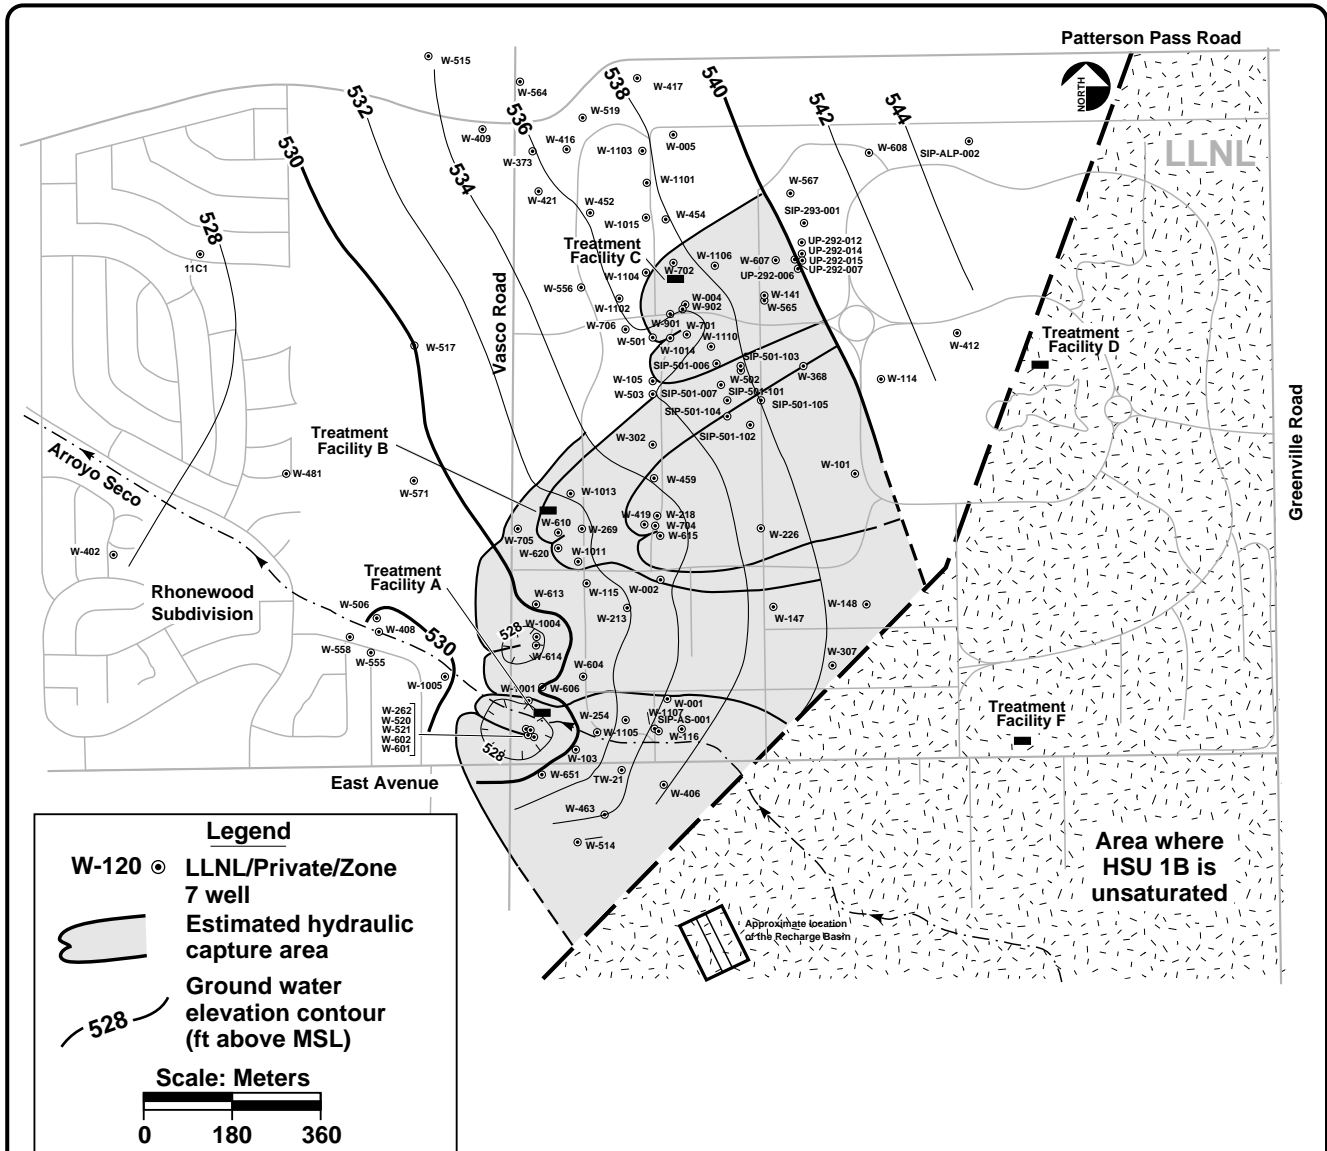 Patterson Pass Road
W-515
W-564
W-417
532
538
540
542
544
NORTH
W-519
536
W-409
W-416
W-005
530
W-373
W-1103
W-608
SIP-ALP-002
LLNL
534
W-1101
W-567
W-421
W-452
528
W-1015
W-454
SIP-293-001
Treatment
Facility C
UP-292-012
UP-292-014
UP-292-015
UP-292-007
11C1
W-1106
W-607
W-702
W-1104
UP-292-006
W-556
W-1102
W-004
W-902
W-141
W-565
Vasco Road
W-706
W-901
W-701
W-501
W-1110
W-1014
W-517
W-412
Treatment
Facility D
SIP-501-103
SIP-501-006
W-105
W-502
W-368
W-114
W-503
SIP-501-007
SIP-501-101
SIP-501-104
SIP-501-105
SIP-501-102
Greenville Road
Treatment
Facility B
W-302
Arroyo Seco
W-481
W-571
W-459
W-101
W-1013
W-610
W-419
W-218
W-704
W-615
W-705
W-269
W-226
W-620
W-1011
W-402
Treatment
Facility A
Rhonewood
Subdivision
W-506
W-613
W-115
W-002
W-213
W-147
W-148
W-408
530
528
W-1004
W-558
W-555
W-614
W-307
W-1005
W-604
W-1001
W-606
W-262
W-520
W-521
W-602
W-601
W-254
W-001
W-1107
SIP-AS-001
W-1105
W-116
Treatment
Facility F
528
W-103
East Avenue
W-651
TW-21
W-406
W-463
W-514
Area where
HSU 1B is
unsaturated
Approximate location
of the Recharge Basin
Legend
W-120
LLNL/Private/Zone
7 well
Estimated hydraulic
capture area
528
Ground water
elevation contour
(ft above MSL)
Scale: Meters
0 180 360